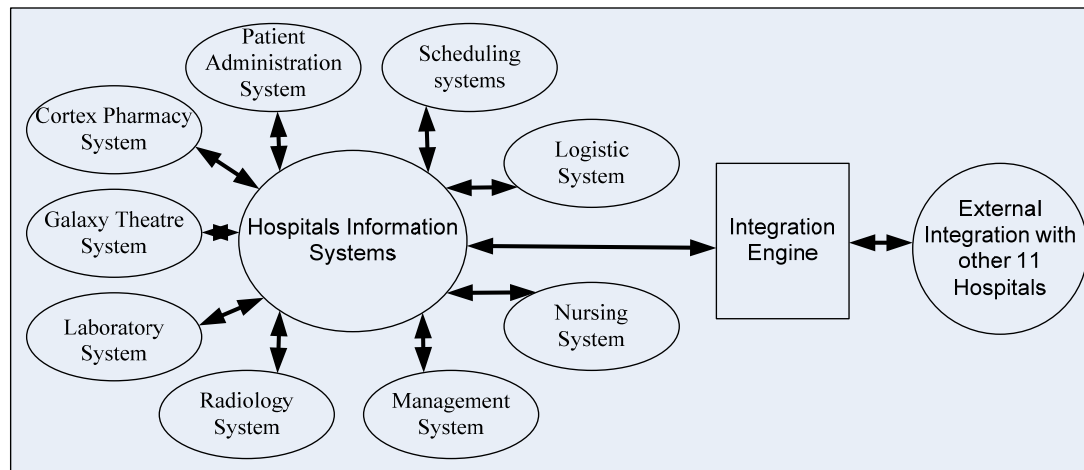 Patient
Administration
System
Scheduling
systems
Cortex Pharmacy
System
Logistic
System
Galaxy Theatre
System
Hospitals Information
Systems
Integration
Engine
External
Integration with
other 11
Hospitals
Laboratory
System
Nursing
System
Radiology
System
Management
System